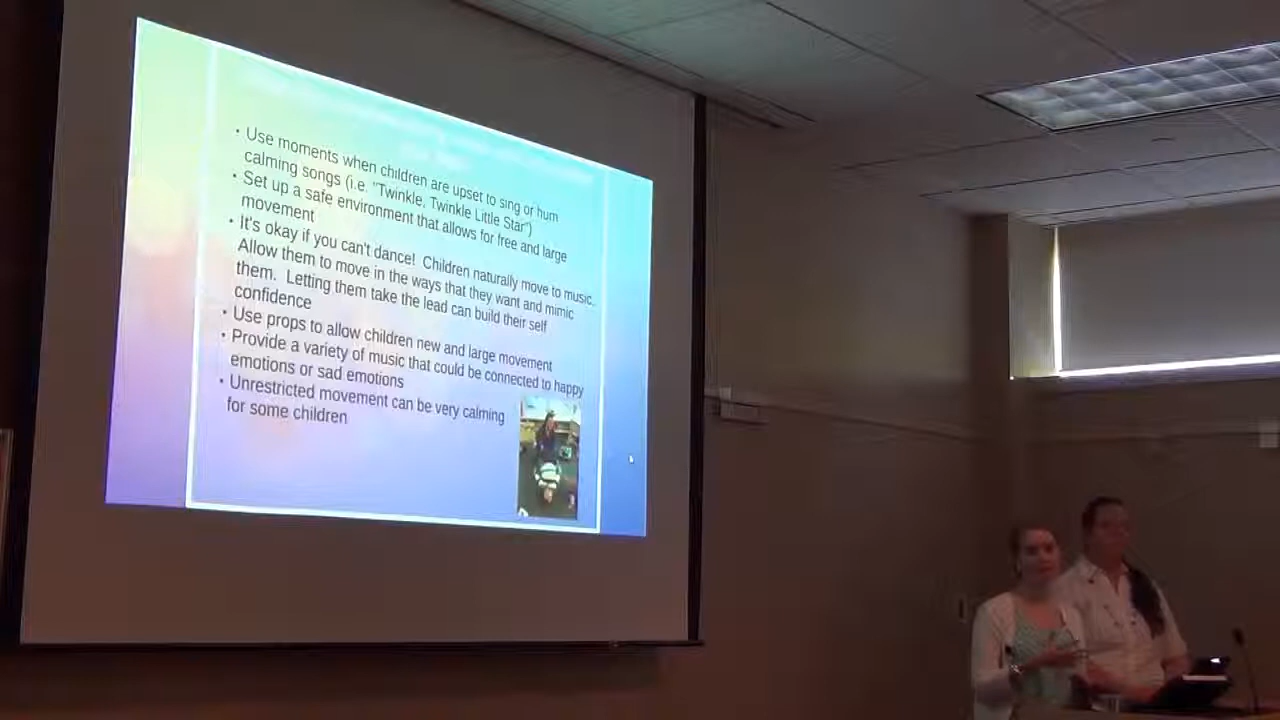 • Use moments when children are upset to sing or hum
calming songs (i.e. "Twinkle, Twinkle Little Star")
• Set up a safe environment that allows for free and large
movement
• It's okay if you can't dance! Children naturally move to music.
Allow them to move in the ways that they want and mimic
them. Letting them take the lead can build their self
confidence
• Use props to allow children new and large movement
• Provide a variety of music that could be connected to happy
emotions or sad emotions
• Unrestricted movement can be very calming
for some children